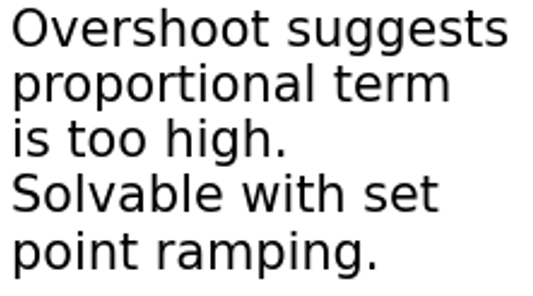 Overshoot suggests
proportional term
is too high.
Solvable with set
point ramping.